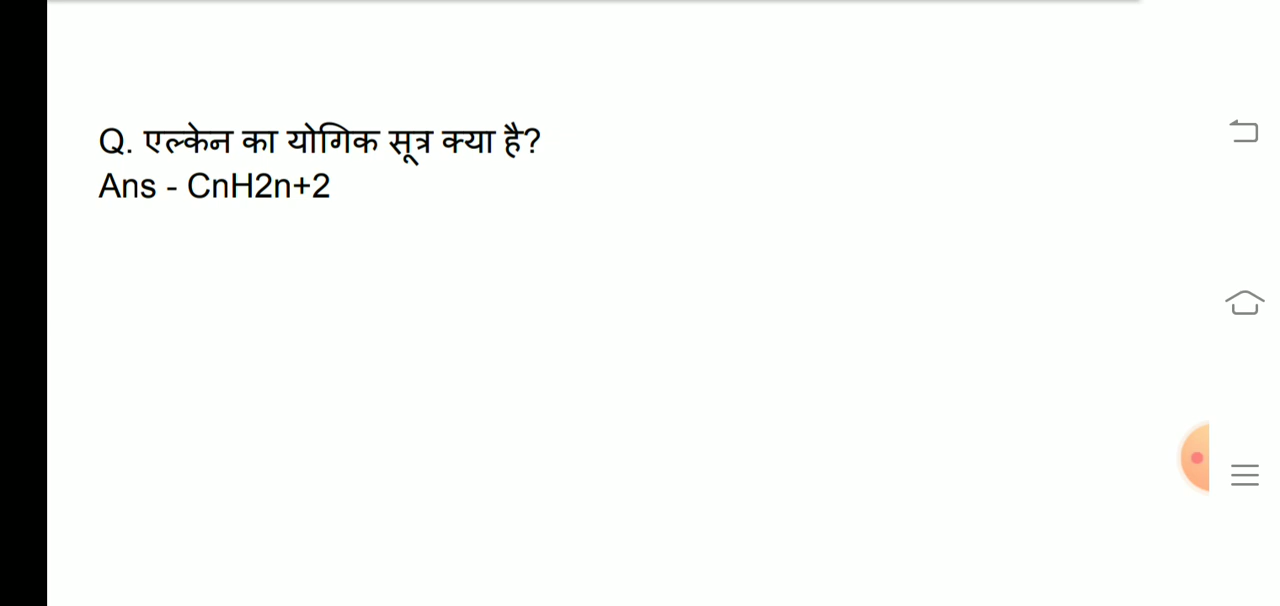 Q. एल्केन का योगिक सूत्र क्या है?
Ans - CnH2n+2